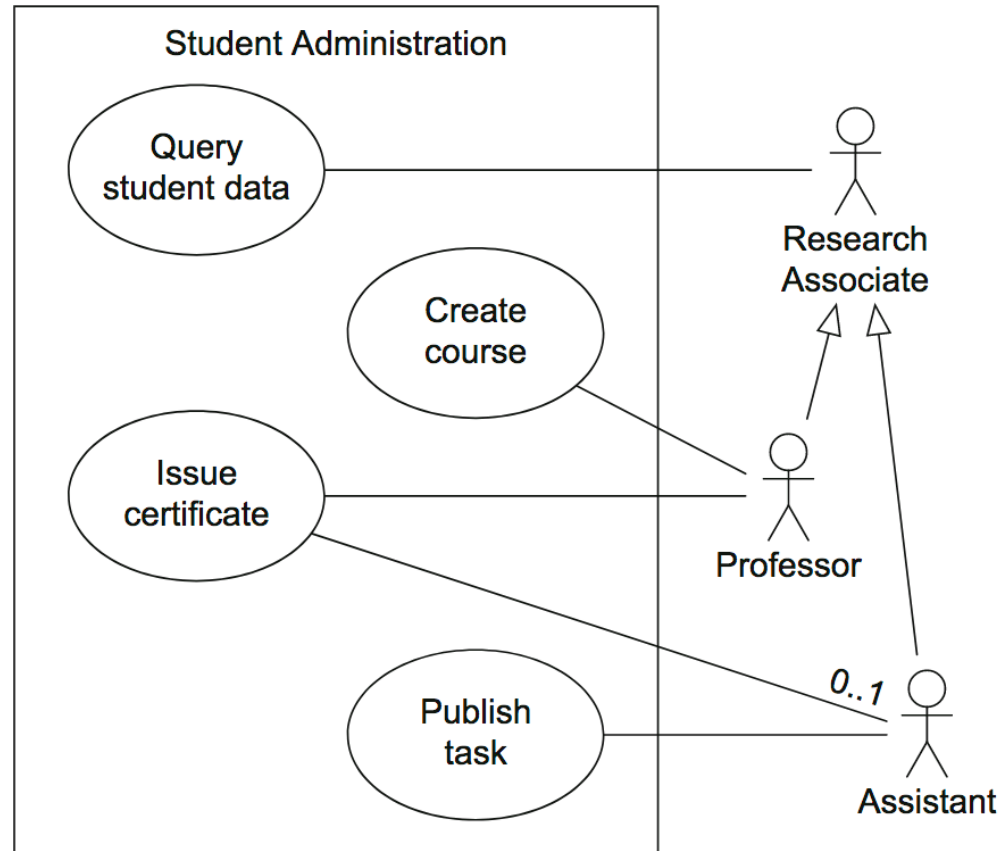 Student Administration
Query
student data
Research
Associate
Create
course
Issue
certificate
Professor
0..1
Publish
task
Assistant